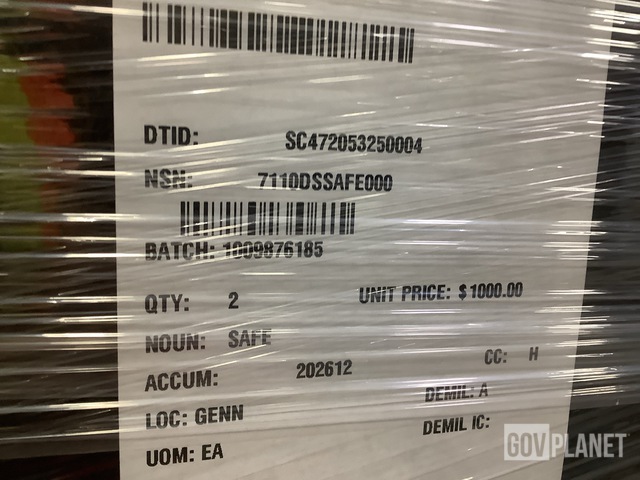 DTID: SC472053250004
NSN: 7110DSSAFE000
BATCH: 1009876185
QTY: 2 UNIT PRICE: $1000.00
NOUN: SAFE
ACCUM: 202612 CC: H
LOC: GENN DEMIL: A
UOM: EA DEMIL IC:
GOVPLANET